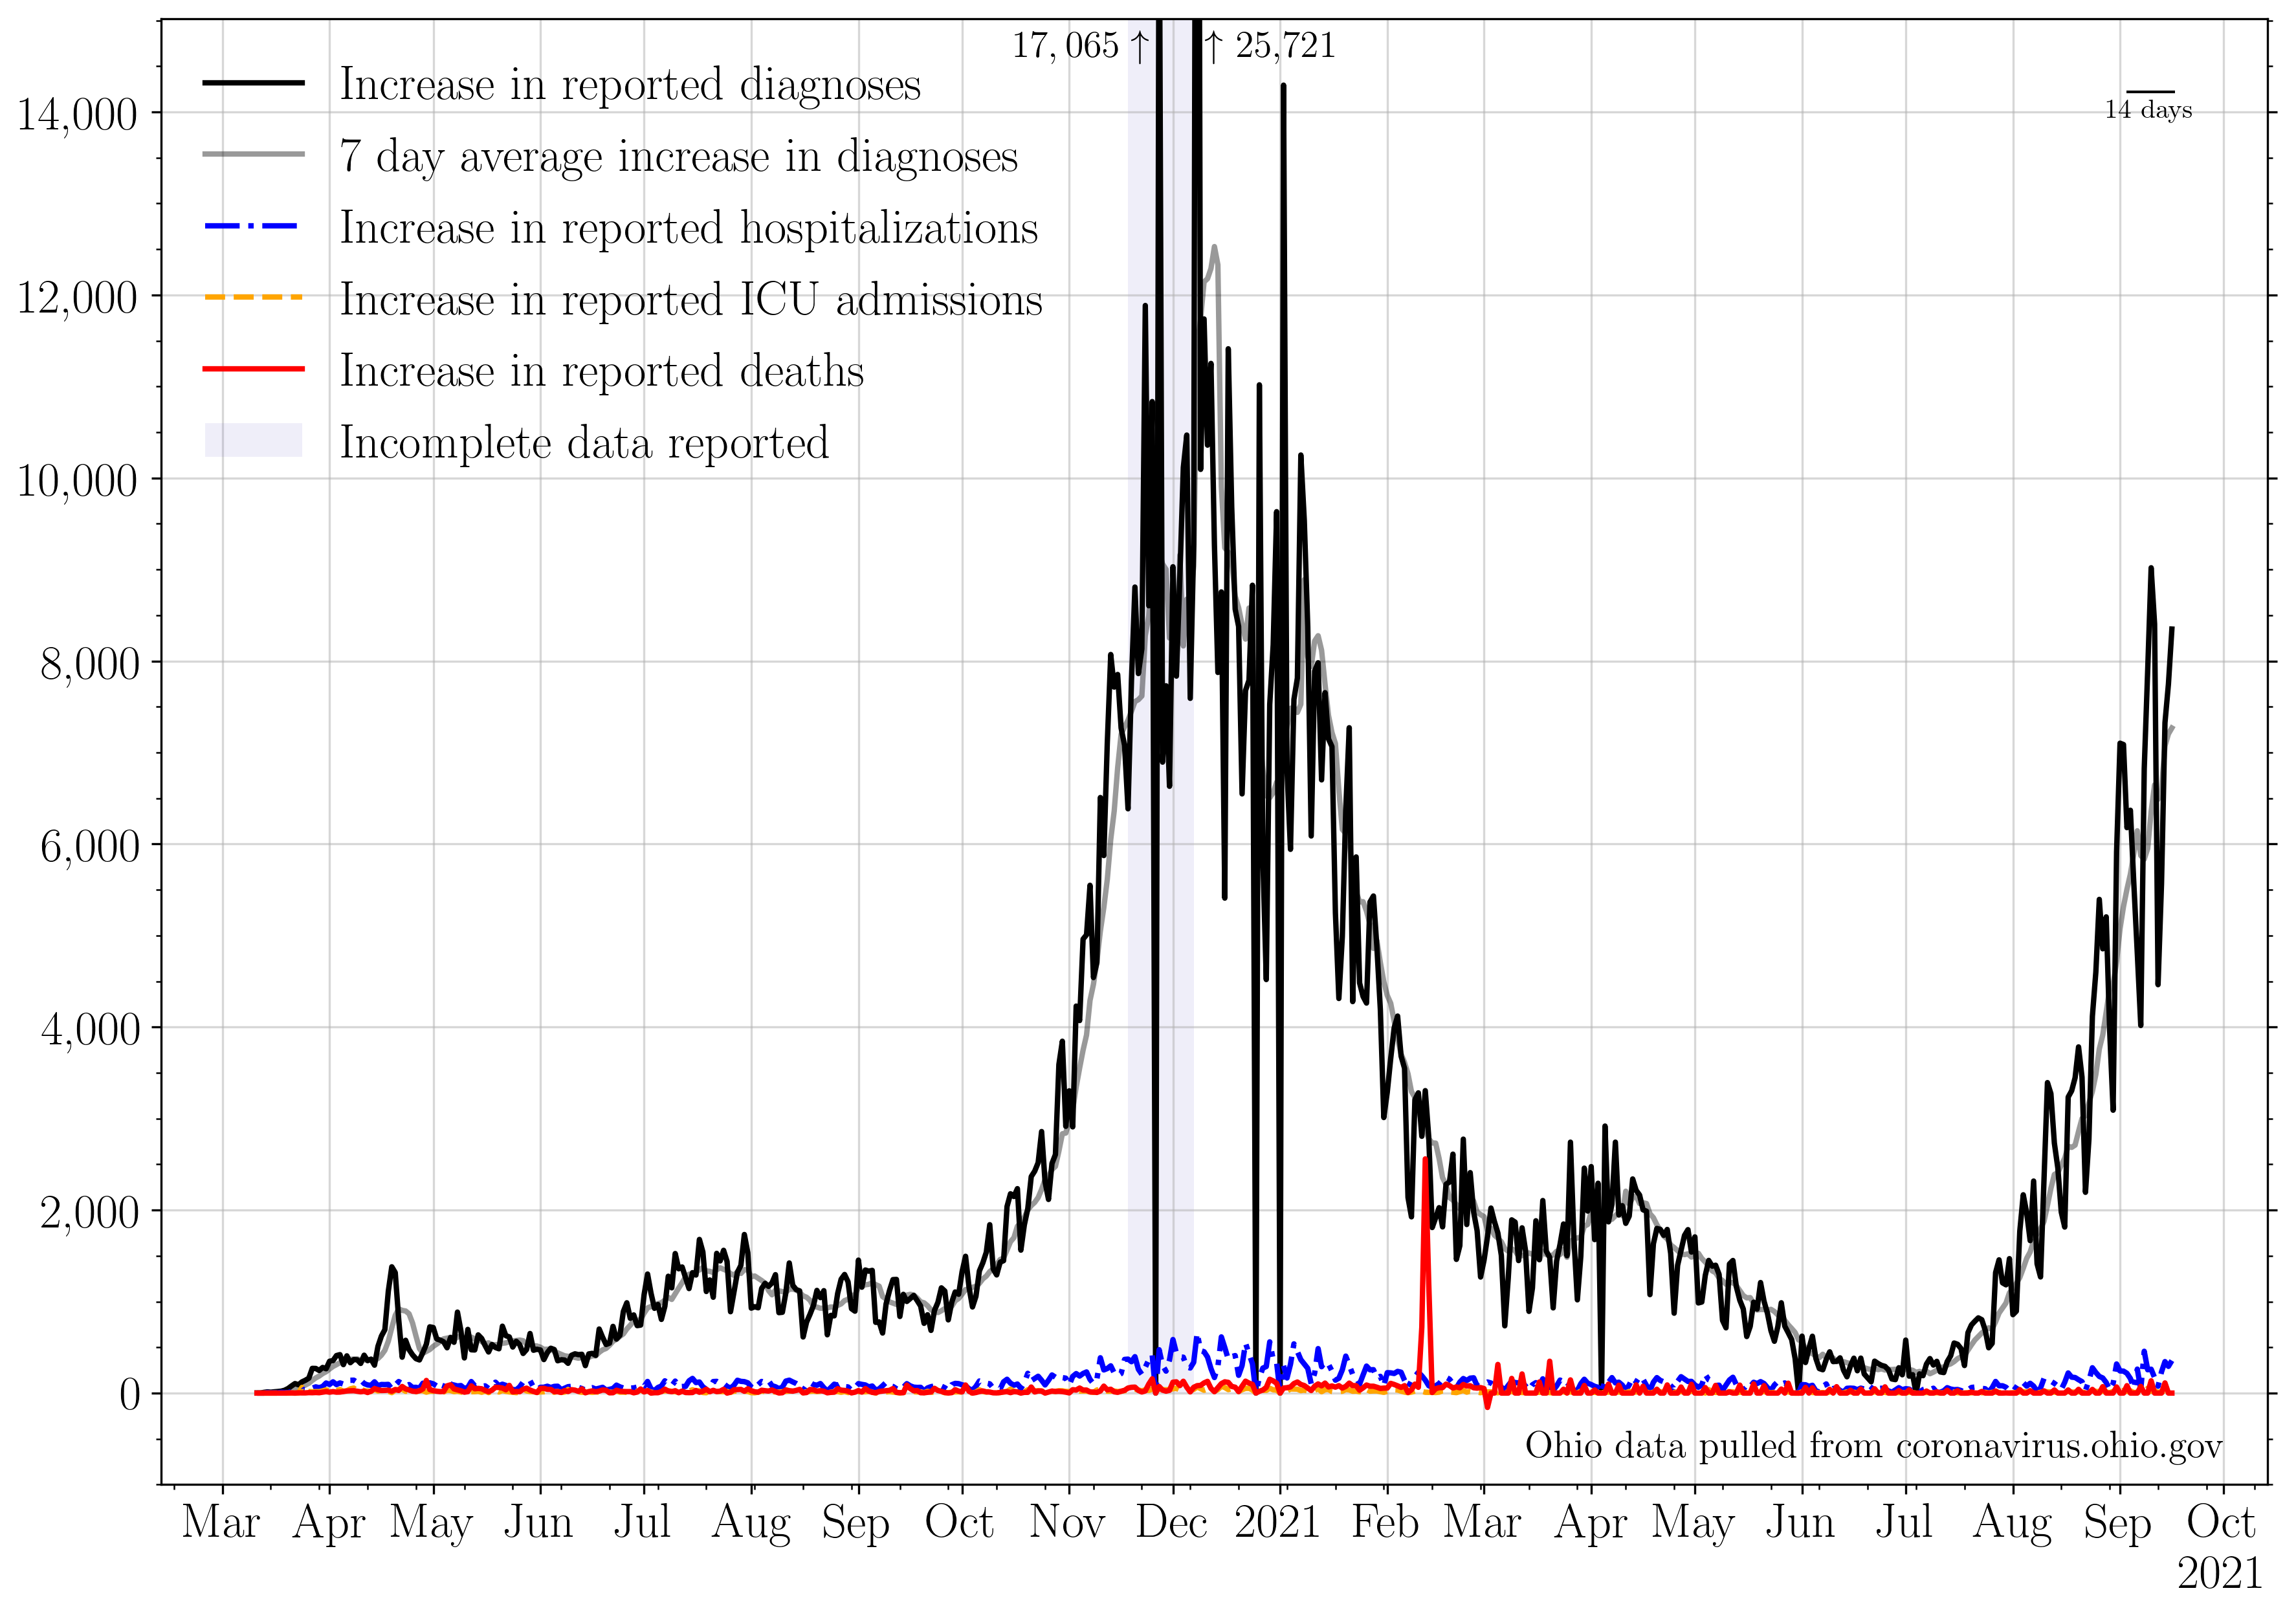 17, 065 ↑ ↑ 25,721
Increase in reported diagnoses
7 day average increase in diagnoses
Increase in reported hospitalizations
Increase in reported ICU admissions
Increase in reported deaths
Incomplete data reported
14 days
14,000
12,000
10,000
8,000
6,000
4,000
2,000
0
Ohio data pulled from coronavirus.ohio.gov
Mar Apr May Jun Jul Aug Sep Oct Nov Dec 2021 Feb Mar Apr May Jun Jul Aug Sep Oct
2021